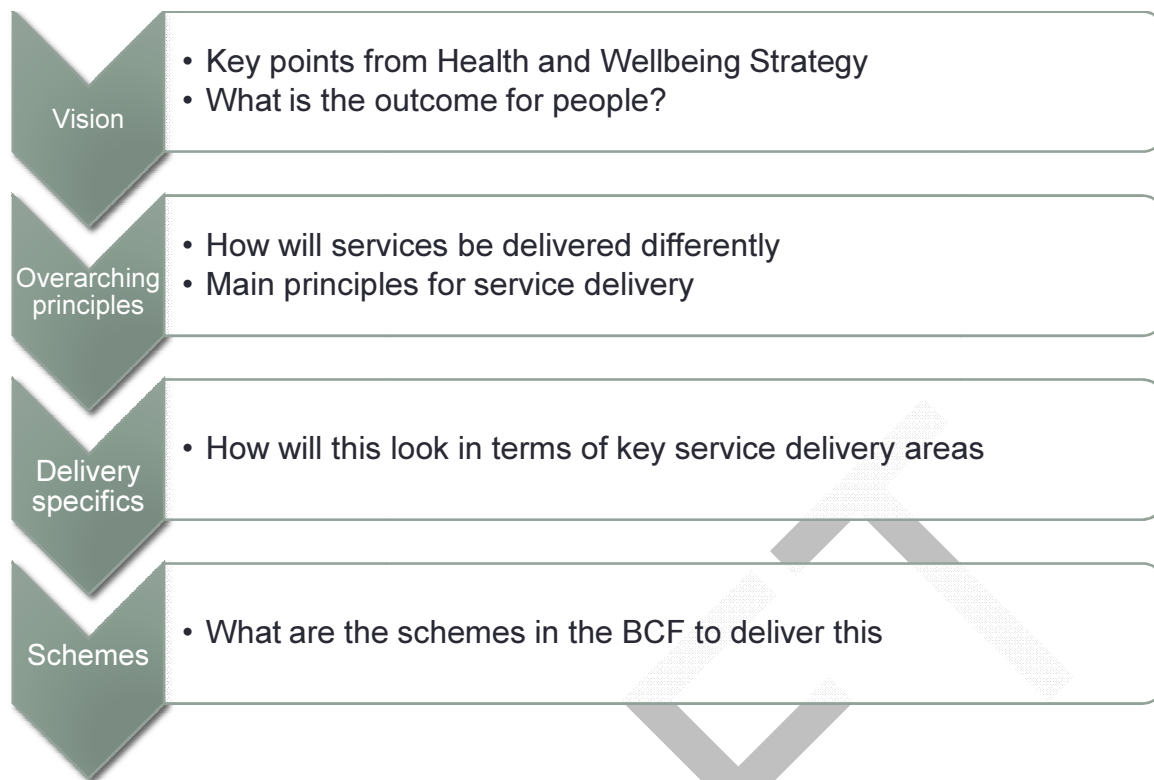 Vision
• Key points from Health and Wellbeing Strategy
• What is the outcome for people?
Overarching
principles
• How will services be delivered differently
• Main principles for service delivery
Delivery
specifics
• How will this look in terms of key service delivery areas
Schemes
• What are the schemes in the BCF to deliver this